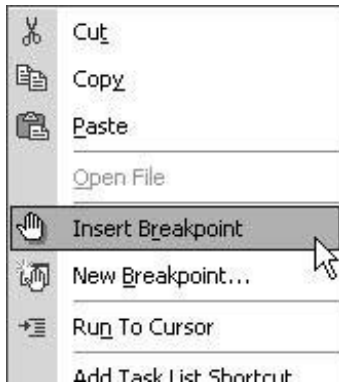 Cut
Copy
Paste
Open File
Insert Breakpoint
New Breakpoint...
Run To Cursor
Add Task List Shortcut